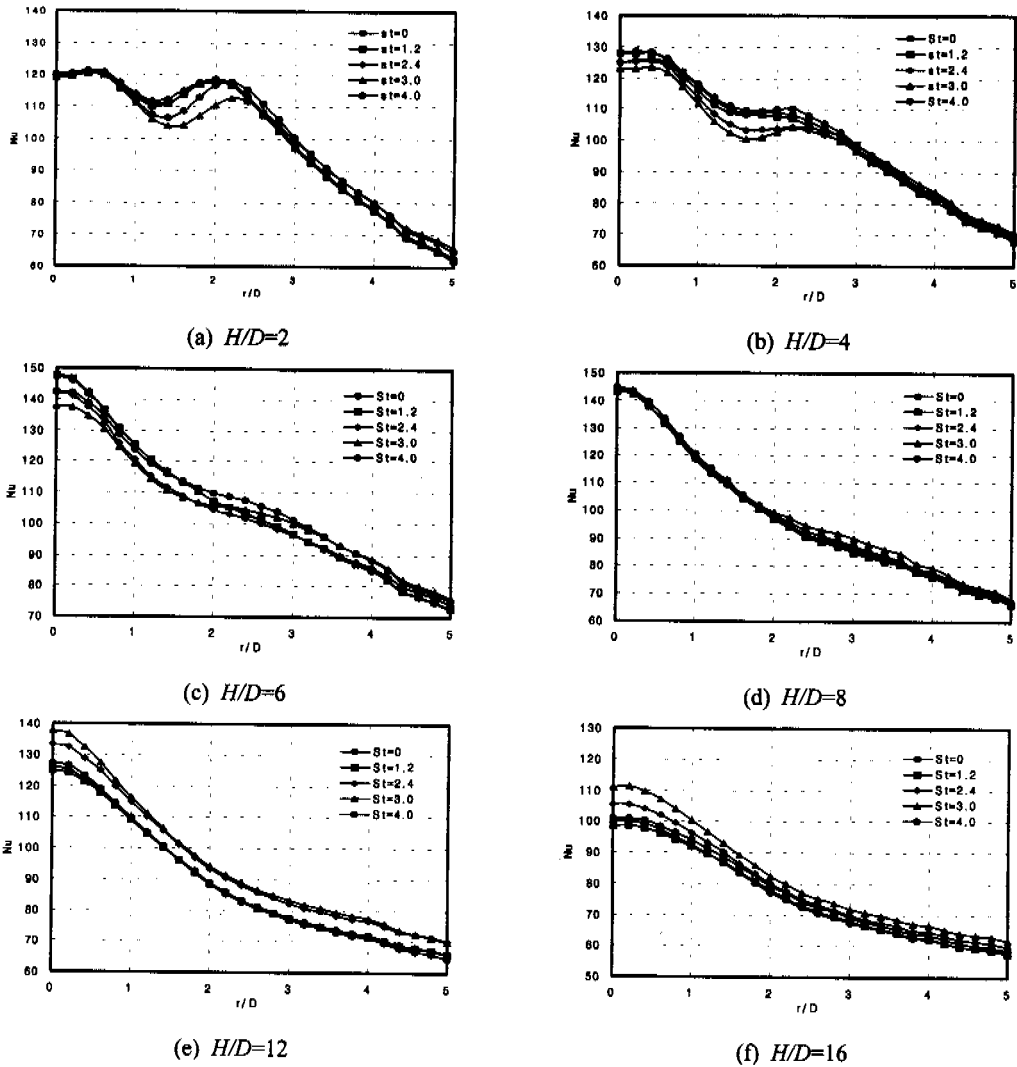 140
130
120
110
100
90
80
70
60
Nu
0 1 2 3 4 5
r/D
st=0
st=1.2
st=2.4
st=3.0
st=4.0
(a) H/D=2
140
130
120
110
100
90
80
70
60
Nu
0 1 2 3 4 5
r/D
St=0
st=1.2
st=2.4
st=3.0
St=4.0
(b) H/D=4
150
140
130
120
110
100
90
80
70
Nu
0 1 2 3 4 5
r/D
St=0
St=1.2
St=2.4
St=3.0
St=4.0
(c) H/D=6
150
140
130
120
110
100
90
80
70
60
Nu
0 1 2 3 4 5
r/D
St=0
St=1.2
St=2.4
St=3.0
St=4.0
(d) H/D=8
140
130
120
110
100
90
80
70
60
Nu
0 1 2 3 4 5
r/D
St=0
St=1.2
St=2.4
St=3.0
St=4.0
(e) H/D=12
130
120
110
100
90
80
70
60
50
Nu
0 1 2 3 4 5
r/D
St=0
St=1.2
St=2.4
St=3.0
St=4.0
(f) H/D=16